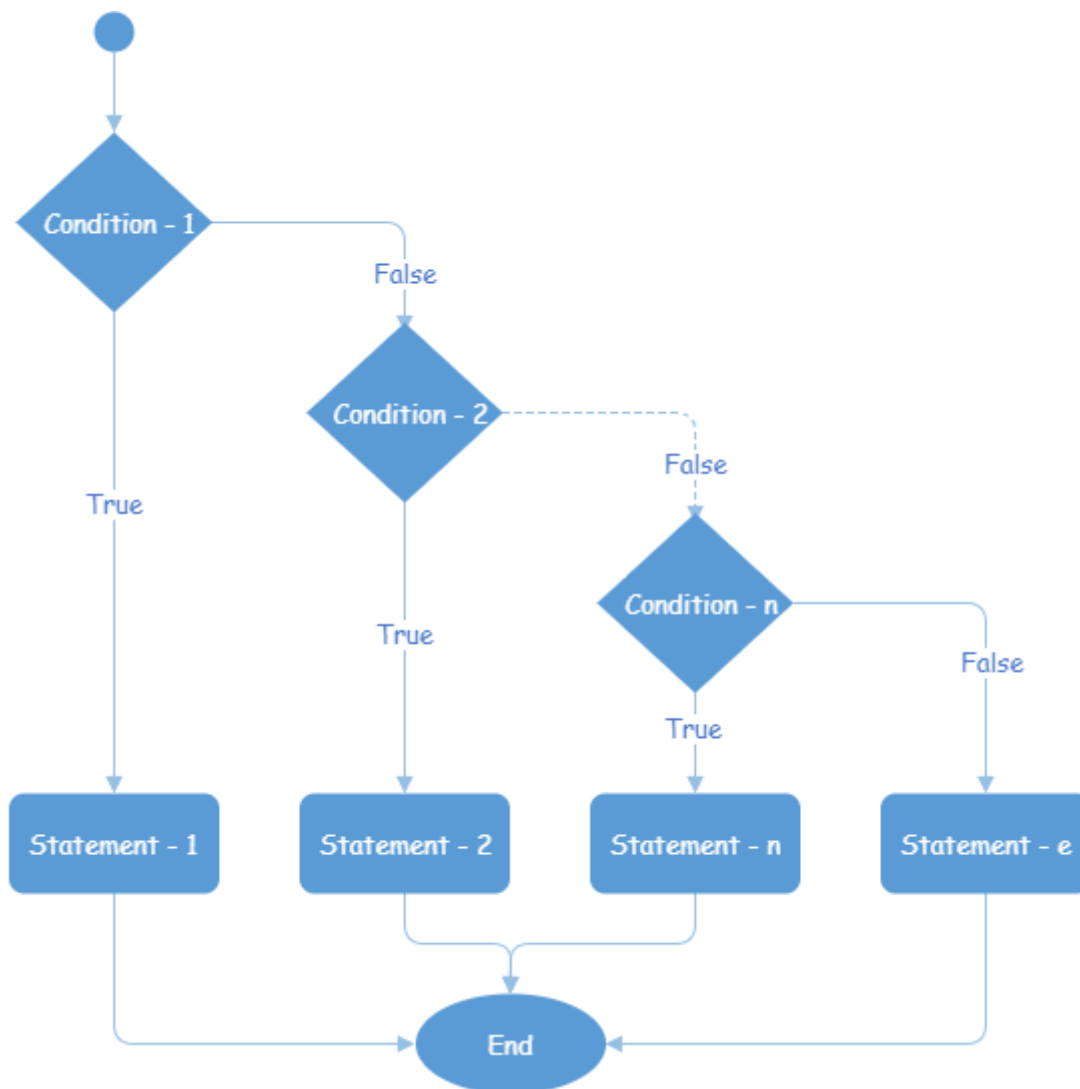 Condition - 1
False
Condition - 2
False
True
Condition - n
True
False
True
Statement - 1
Statement - 2
Statement - n
Statement - e
End